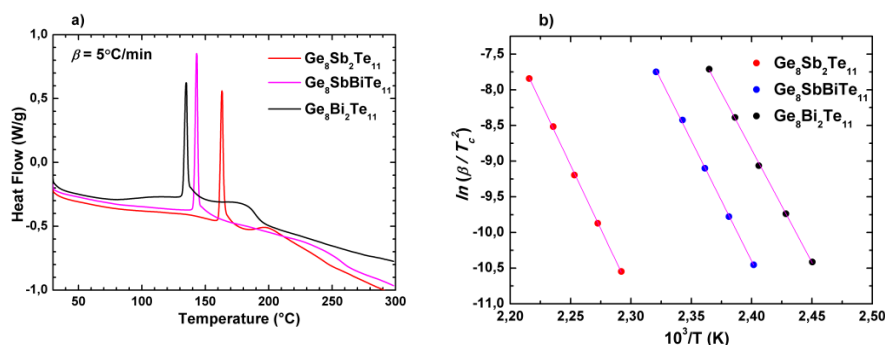 a)
β = 5°C/min
Ge₈Sb₂Te₁₁
Ge₈SbBiTe₁₁
Ge₈Bi₂Te₁₁
Heat Flow (W/g)
1,0
0,5
0,0
-0,5
-1,0
50 100 150 200 250 300
Temperature (°C)
b)
Ge₈Sb₂Te₁₁
Ge₈SbBiTe₁₁
Ge₈Bi₂Te₁₁
ln (β / T_c²)
-7,5
-8,0
-8,5
-9,0
-9,5
-10,0
-10,5
-11,0
2,20 2,25 2,30 2,35 2,40 2,45 2,50
10³/T (K)